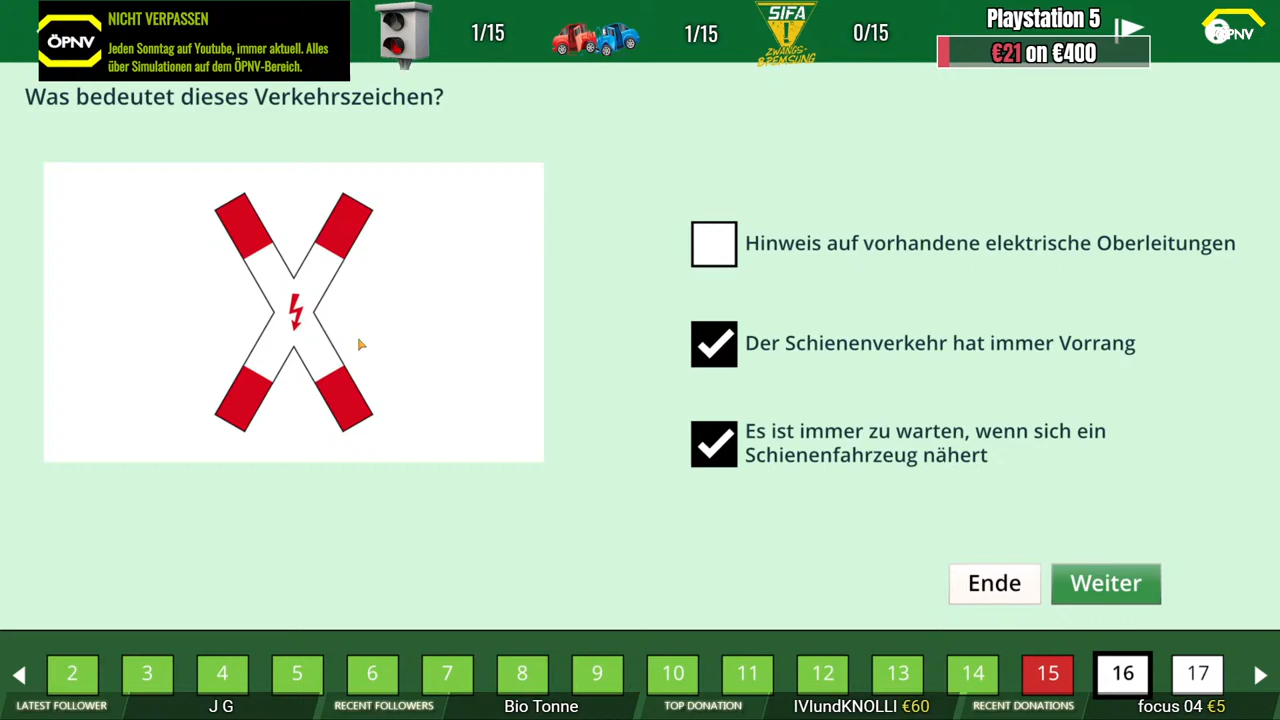 NICHT VERPASSEN
ÖPNV
Jeden Sonntag auf Youtube, immer aktuell. Alles
über Simulationen auf dem ÖPNV-Bereich.
1/15
1/15
SIFA
ZWANGS-
BREMSUNG
0/15
Playstation 5
€21 on €400
ÖPNV
Was bedeutet dieses Verkehrszeichen?
Hinweis auf vorhandene elektrische Oberleitungen
Der Schienenverkehr hat immer Vorrang
Es ist immer zu warten, wenn sich ein
Schienenfahrzeug nähert
Ende
Weiter
2 3 4 5 6 7 8 9 10 11 12 13 14 15 16 17
LATEST FOLLOWER J G RECENT FOLLOWERS Bio Tonne TOP DONATION IVIundKNOLLI €60 RECENT DONATIONS focus 04 €5